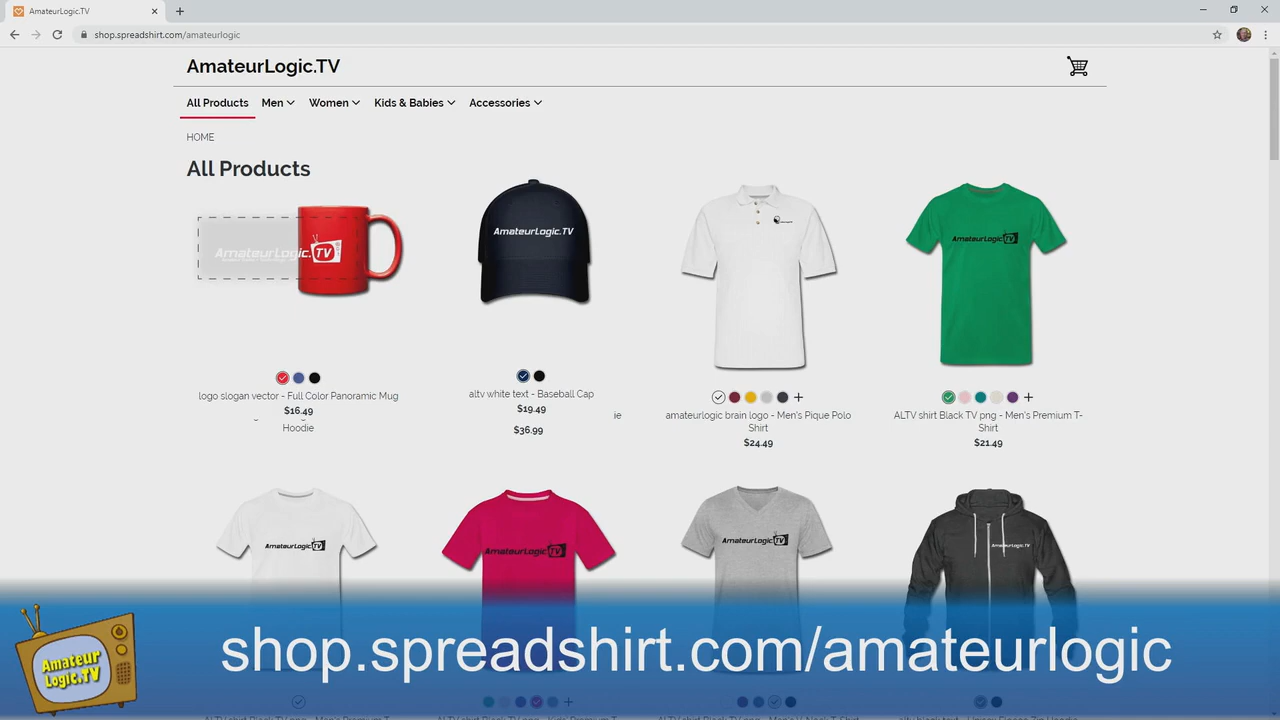 AmateurLogic.TV
shop.spreadshirt.com/amateurlogic
AmateurLogic.TV
All Products Men Women Kids & Babies Accessories
HOME
All Products
AmateurLogic.TV
AmateurLogic.TV
AmateurLogic.TV
logo slogan vector - Full Color Panoramic Mug
$16.49
Hoodie
altv white text - Baseball Cap
$19.49
$36.99
ie
amateurlogic brain logo - Men's Pique Polo
Shirt
$24.49
ALTV shirt Black TV png - Men's Premium T-
Shirt
$21.49
AmateurLogic.TV
AmateurLogic.TV
AmateurLogic.TV
AmateurLogic.TV
Amateur
Logic.TV
shop.spreadshirt.com/amateurlogic